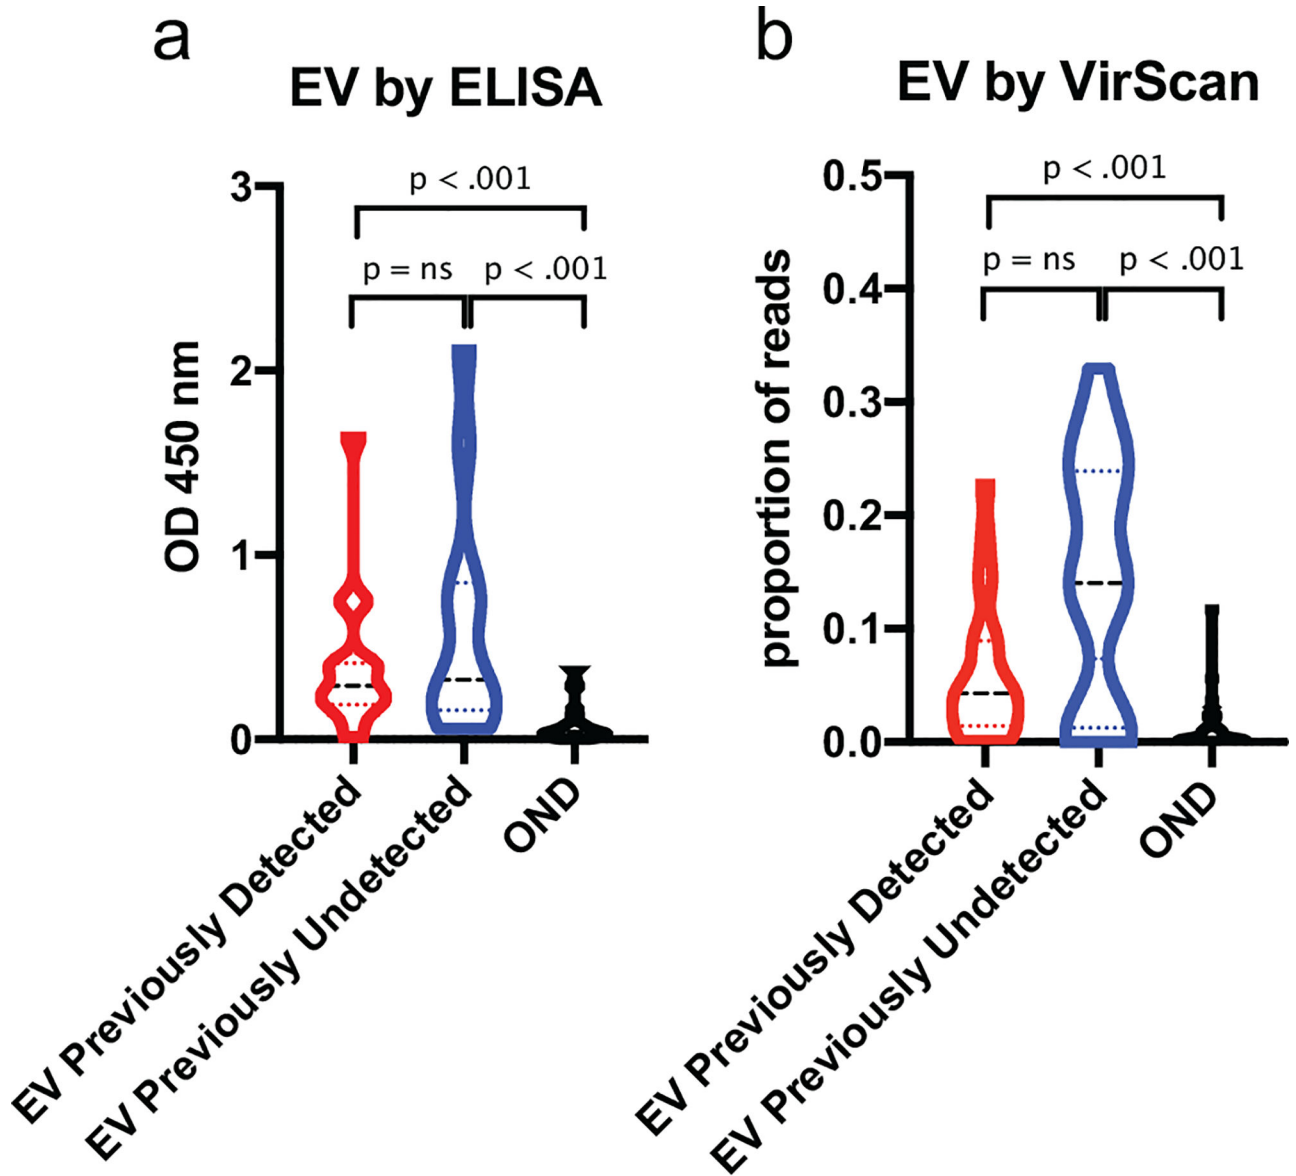 a
EV by ELISA
p < .001
p = ns
p < .001
3
2
1
0
OD 450 nm
EV Previously Detected
EV Previously Undetected
OND
b
EV by VirScan
p < .001
p = ns
p < .001
0.5
0.4
0.3
0.2
0.1
0.0
proportion of reads
EV Previously Detected
EV Previously Undetected
OND